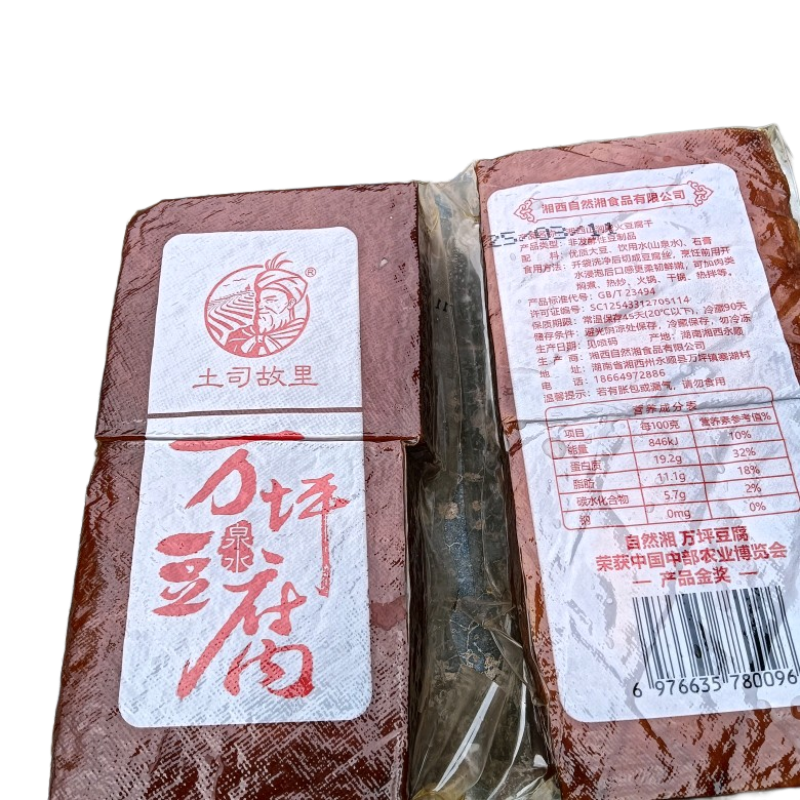 ®
土司故里
万坪
泉水
豆腐
11
湘西自然湘食品有限公司
25-03-11
火豆腐干
产品类型：非发酵性豆制品
配 料：优质大豆、饮用水(山泉水)、石膏
食用方法：开袋洗净后切成豆腐丝，烹饪前用开
水浸泡后口感更柔韧鲜嫩，可加肉类
焖煮、热炒、火锅、干锅、热拌等。
产品标准代号：GB/T 23494
许可证编号：SC12543312705114
保质期限：常温保存45天(20℃以下)，冷藏90天
储存条件：避光阴凉处保存，冷藏保存，勿冷冻
生产日期：见喷码 产地：湖南湘西永顺
生 产 商：湘西自然湘食品有限公司
地 址：湖南省湘西州永顺县万坪镇寨湖村
电 话：18664972886
温馨提示：若有胀包或漏气，请勿食用
营养成分表
项目 每100克 营养素参考值%
能量 846kJ 10%
蛋白质 19.2g 32%
脂肪 11.1g 18%
碳水化合物 5.7g 2%
钠 0mg 0%
自然湘 万坪豆腐
荣获中国中部农业博览会
— 产品金奖 —
6 976635 780096